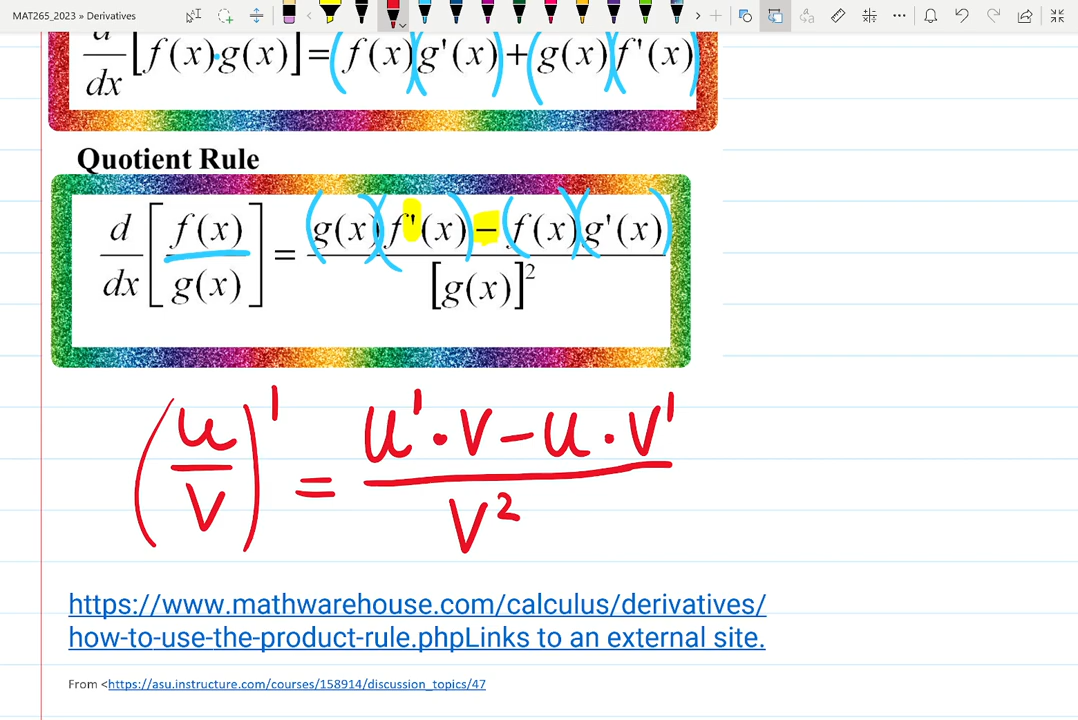 MAT265_2023 » Derivatives
d/dx [f(x)·g(x)] = (f(x))(g'(x)) + (g(x))(f'(x))
Quotient Rule
d/dx [f(x)/g(x)] = ((g(x))(f'(x)) − (f(x))(g'(x)))/[g(x)]²
(u/v)' = (u'·v − u·v')/v²
https://www.mathwarehouse.com/calculus/derivatives/
how-to-use-the-product-rule.phpLinks to an external site.
From <https://asu.instructure.com/courses/158914/discussion_topics/47